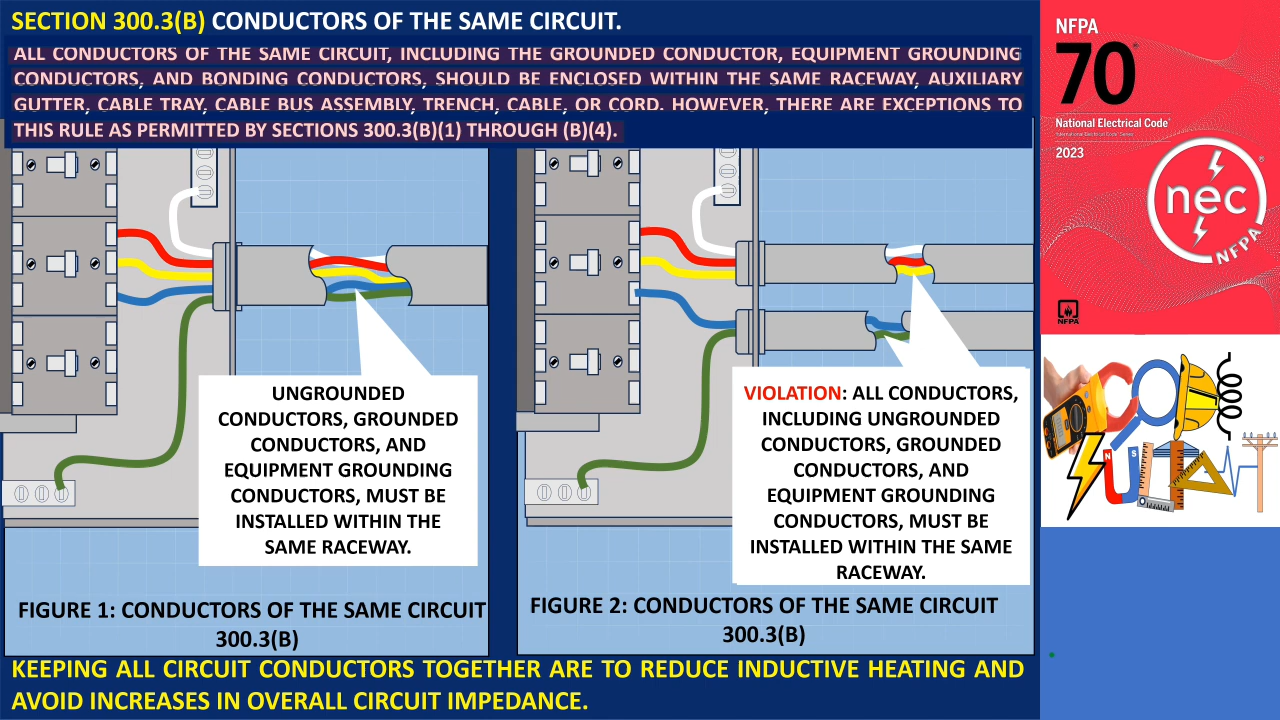 SECTION 300.3(B) CONDUCTORS OF THE SAME CIRCUIT.
ALL CONDUCTORS OF THE SAME CIRCUIT, INCLUDING THE GROUNDED CONDUCTOR, EQUIPMENT GROUNDING
CONDUCTORS, AND BONDING CONDUCTORS, SHOULD BE ENCLOSED WITHIN THE SAME RACEWAY, AUXILIARY
GUTTER, CABLE TRAY, CABLE BUS ASSEMBLY, TRENCH, CABLE, OR CORD. HOWEVER, THERE ARE EXCEPTIONS TO
THIS RULE AS PERMITTED BY SECTIONS 300.3(B)(1) THROUGH (B)(4).
UNGROUNDED
CONDUCTORS, GROUNDED
CONDUCTORS, AND
EQUIPMENT GROUNDING
CONDUCTORS, MUST BE
INSTALLED WITHIN THE
SAME RACEWAY.
FIGURE 1: CONDUCTORS OF THE SAME CIRCUIT
300.3(B)
VIOLATION: ALL CONDUCTORS,
INCLUDING UNGROUNDED
CONDUCTORS, GROUNDED
CONDUCTORS, AND
EQUIPMENT GROUNDING
CONDUCTORS, MUST BE
INSTALLED WITHIN THE SAME
RACEWAY.
FIGURE 2: CONDUCTORS OF THE SAME CIRCUIT
300.3(B)
KEEPING ALL CIRCUIT CONDUCTORS TOGETHER ARE TO REDUCE INDUCTIVE HEATING AND
AVOID INCREASES IN OVERALL CIRCUIT IMPEDANCE.
NFPA
70®
National Electrical Code®
International Electrical Code® Series
2023
nec®
NFPA
NFPA
N S